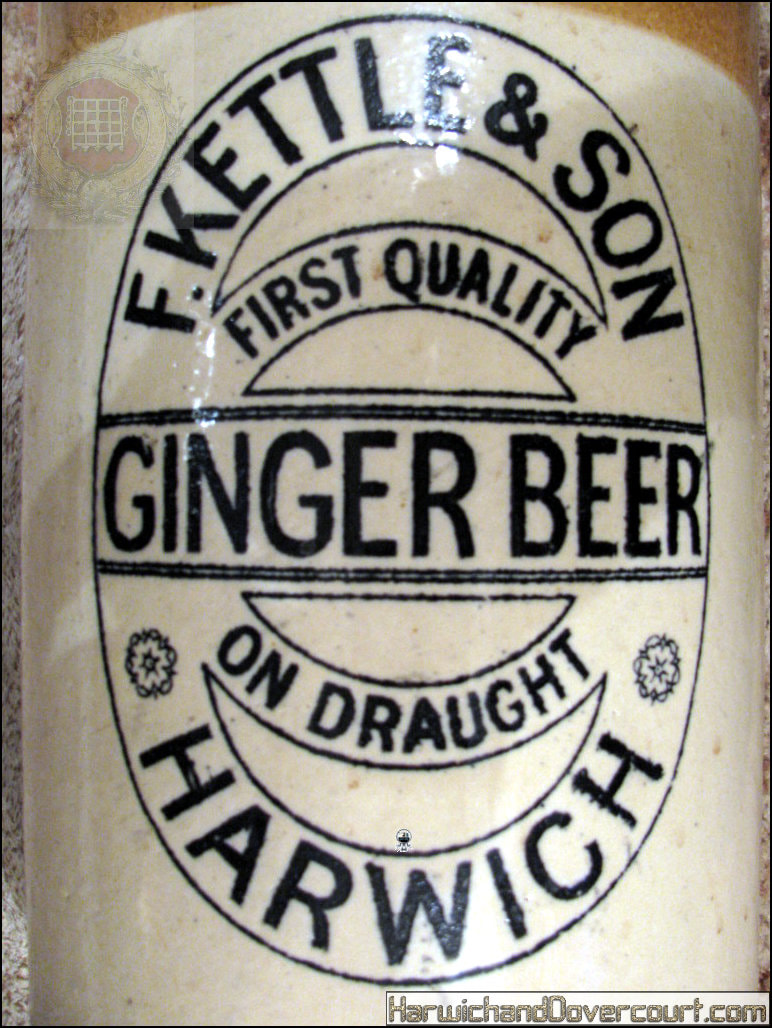 F. KETTLE & SON
FIRST QUALITY
GINGER BEER
ON DRAUGHT
HARWICH
HarwichandDovercourt.com